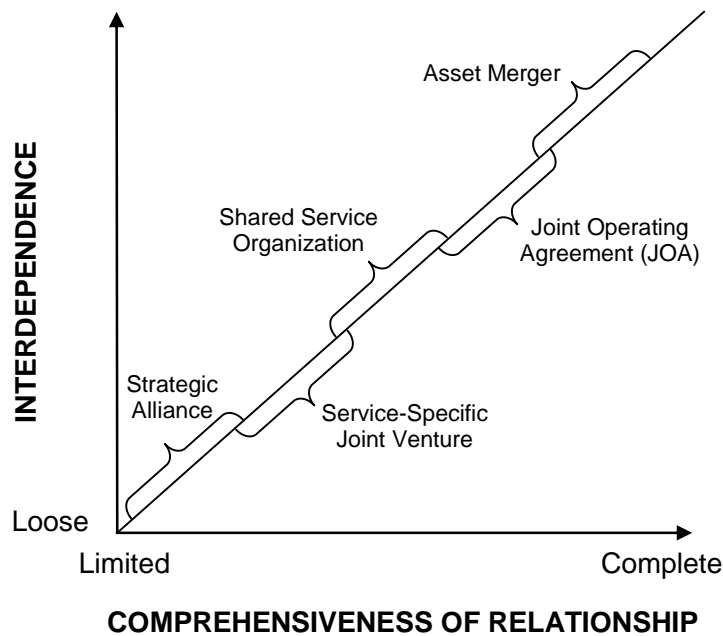 Asset Merger
INTERDEPENDENCE
Shared Service
Organization
Joint Operating
Agreement (JOA)
Strategic
Alliance
Service-Specific
Joint Venture
Loose
Limited
Complete
COMPREHENSIVENESS OF RELATIONSHIP